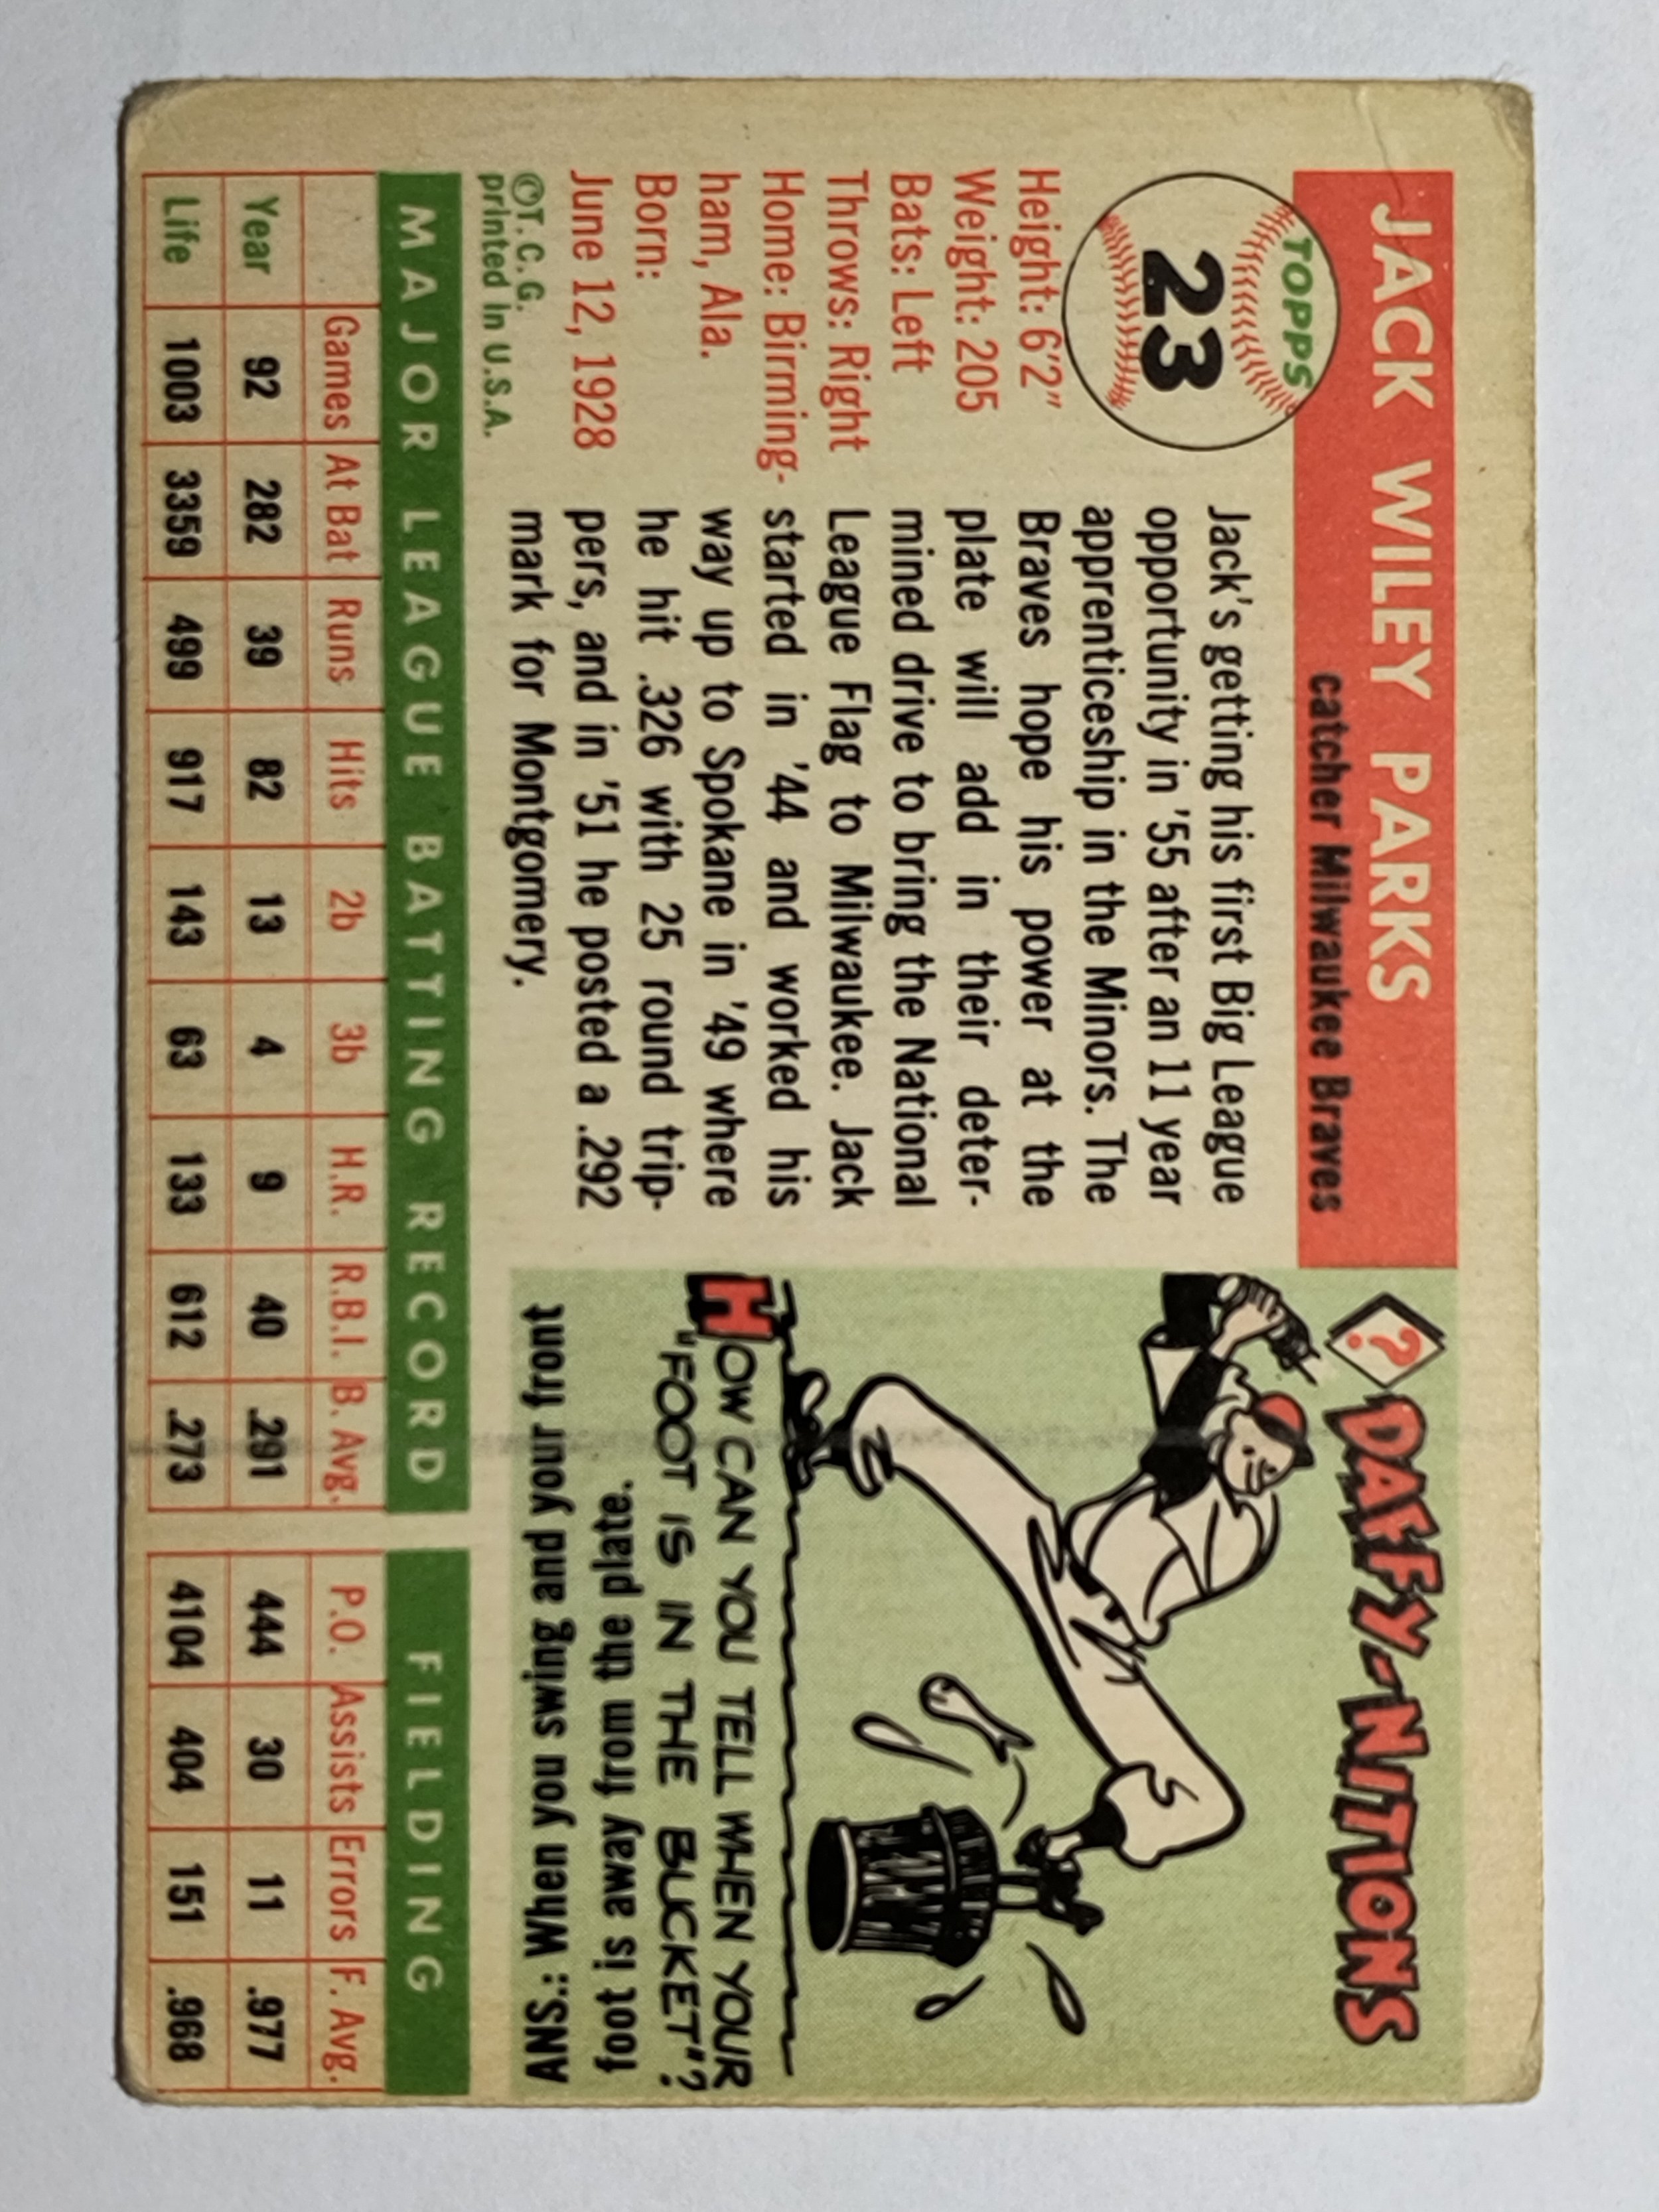 JACK WILEY PARKS
catcher Milwaukee Braves
TOPPS
23
Height: 6'2"
Weight: 205
Bats: Left
Throws: Right
Home: Birming-
ham, Ala.
Born:
June 12, 1928
©T. C. G.
printed In U.S.A.
Jack's getting his first Big League
opportunity in '55 after an 11 year
apprenticeship in the Minors. The
Braves hope his power at the
plate will add in their deter-
mined drive to bring the National
League Flag to Milwaukee. Jack
started in '44 and worked his
way up to Spokane in '49 where
he hit .326 with 25 round trip-
pers, and in '51 he posted a .292
mark for Montgomery.
? DAFFY-NITIONS
HOW CAN YOU TELL WHEN YOUR
"FOOT IS IN THE BUCKET"?
ANS.: When you swing and your front
foot is away from the plate.
MAJOR LEAGUE BATTING RECORD FIELDING
Games At Bat Runs Hits 2b 3b H.R. R.B.I. B. Avg. P.O. Assists Errors F. Avg.
Year 92 282 39 82 13 4 9 40 .291 444 30 11 .977
Life 1003 3359 499 917 143 63 133 612 .273 4104 404 151 .968